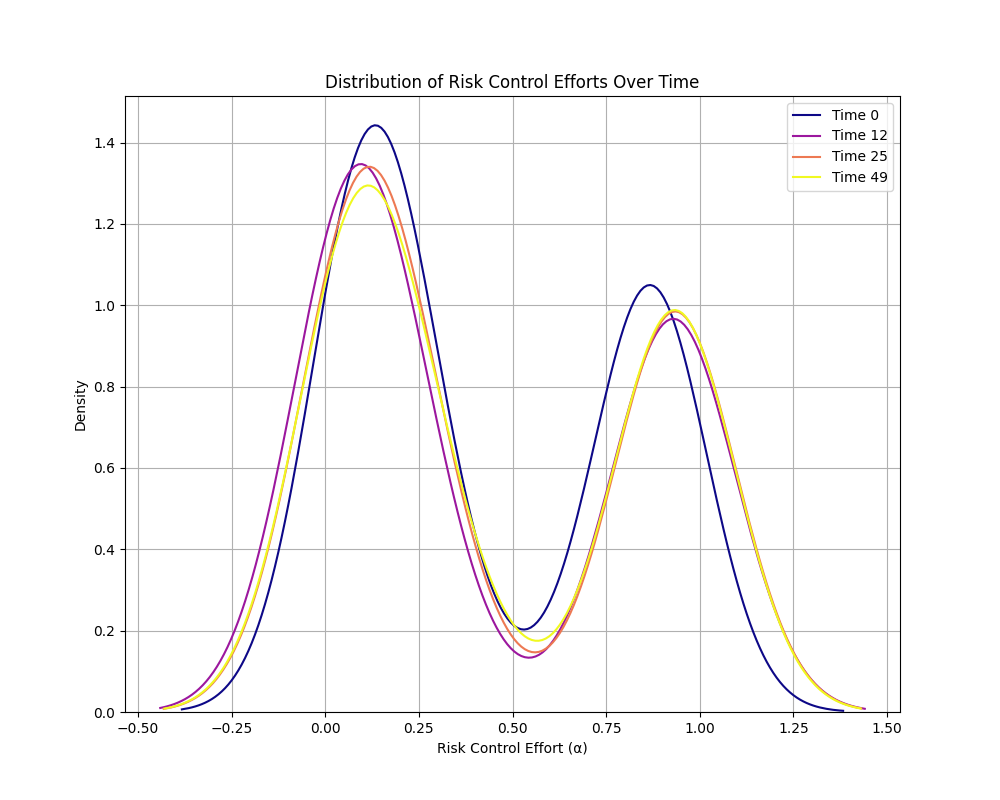 Distribution of Risk Control Efforts Over Time
Time 0
Time 12
Time 25
Time 49
Density
1.4
1.2
1.0
0.8
0.6
0.4
0.2
0.0
−0.50 −0.25 0.00 0.25 0.50 0.75 1.00 1.25 1.50
Risk Control Effort (α)